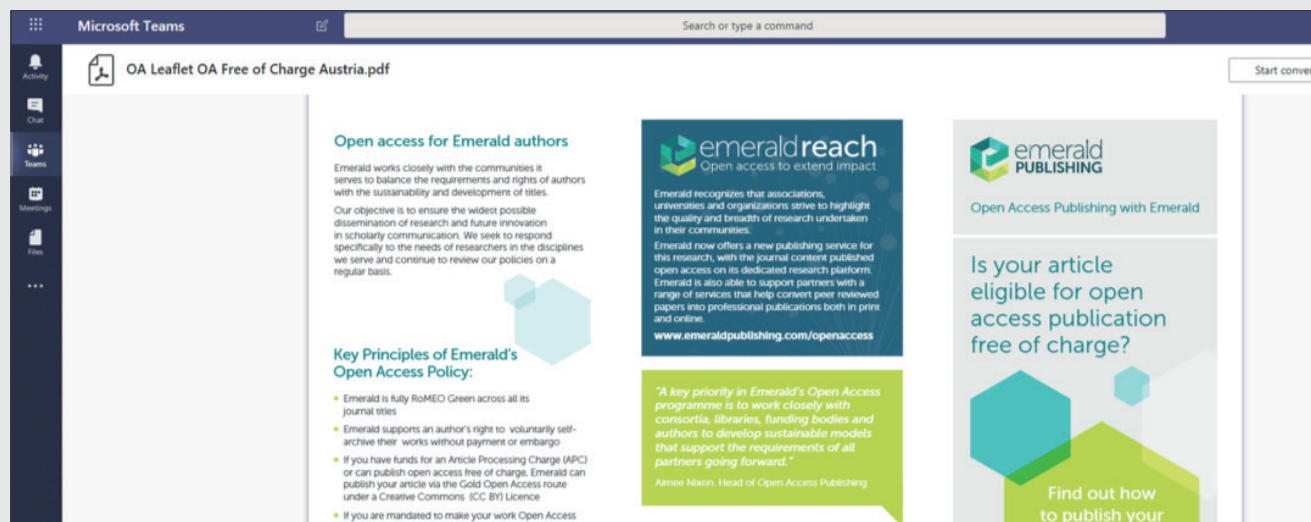 Microsoft Teams
Search or type a command
Activity
Chat
Teams
Meetings
Files
OA Leaflet OA Free of Charge Austria.pdf
Start conver
Open access for Emerald authors
Emerald works closely with the communities it
serves to balance the requirements and rights of authors
with the sustainability and development of titles.
Our objective is to ensure the widest possible
dissemination of research and future innovation
in scholarly communication. We seek to respond
specifically to the needs of researchers in the disciplines
we serve and continue to review our policies on a
regular basis.
Key Principles of Emerald's
Open Access Policy:
Emerald is fully RoMEO Green across all its
journal titles
Emerald supports an author's right to voluntarily self-
archive their works without payment or embargo
If you have funds for an Article Processing Charge (APC)
or can publish open access free of charge, Emerald can
publish your article via the Gold Open Access route
under a Creative Commons (CC BY) Licence
If you are mandated to make your work Open Access
emeraldreach
Open access to extend impact
Emerald recognizes that associations,
universities and organizations strive to highlight
the quality and breadth of research undertaken
in their communities.
Emerald now offers a new publishing service for
this research, with the journal content published
open access on its dedicated research platform.
Emerald is also able to support partners with a
range of services that help convert peer reviewed
papers into professional publications both in print
and online.
www.emeraldpublishing.com/openaccess
"A key priority in Emerald's Open Access
programme is to work closely with
consortia, libraries, funding bodies and
authors to develop sustainable models
that support the requirements of all
partners going forward."
Aimee Nixon, Head of Open Access Publishing
emerald
PUBLISHING
Open Access Publishing with Emerald
Is your article
eligible for open
access publication
free of charge?
Find out how
to publish your